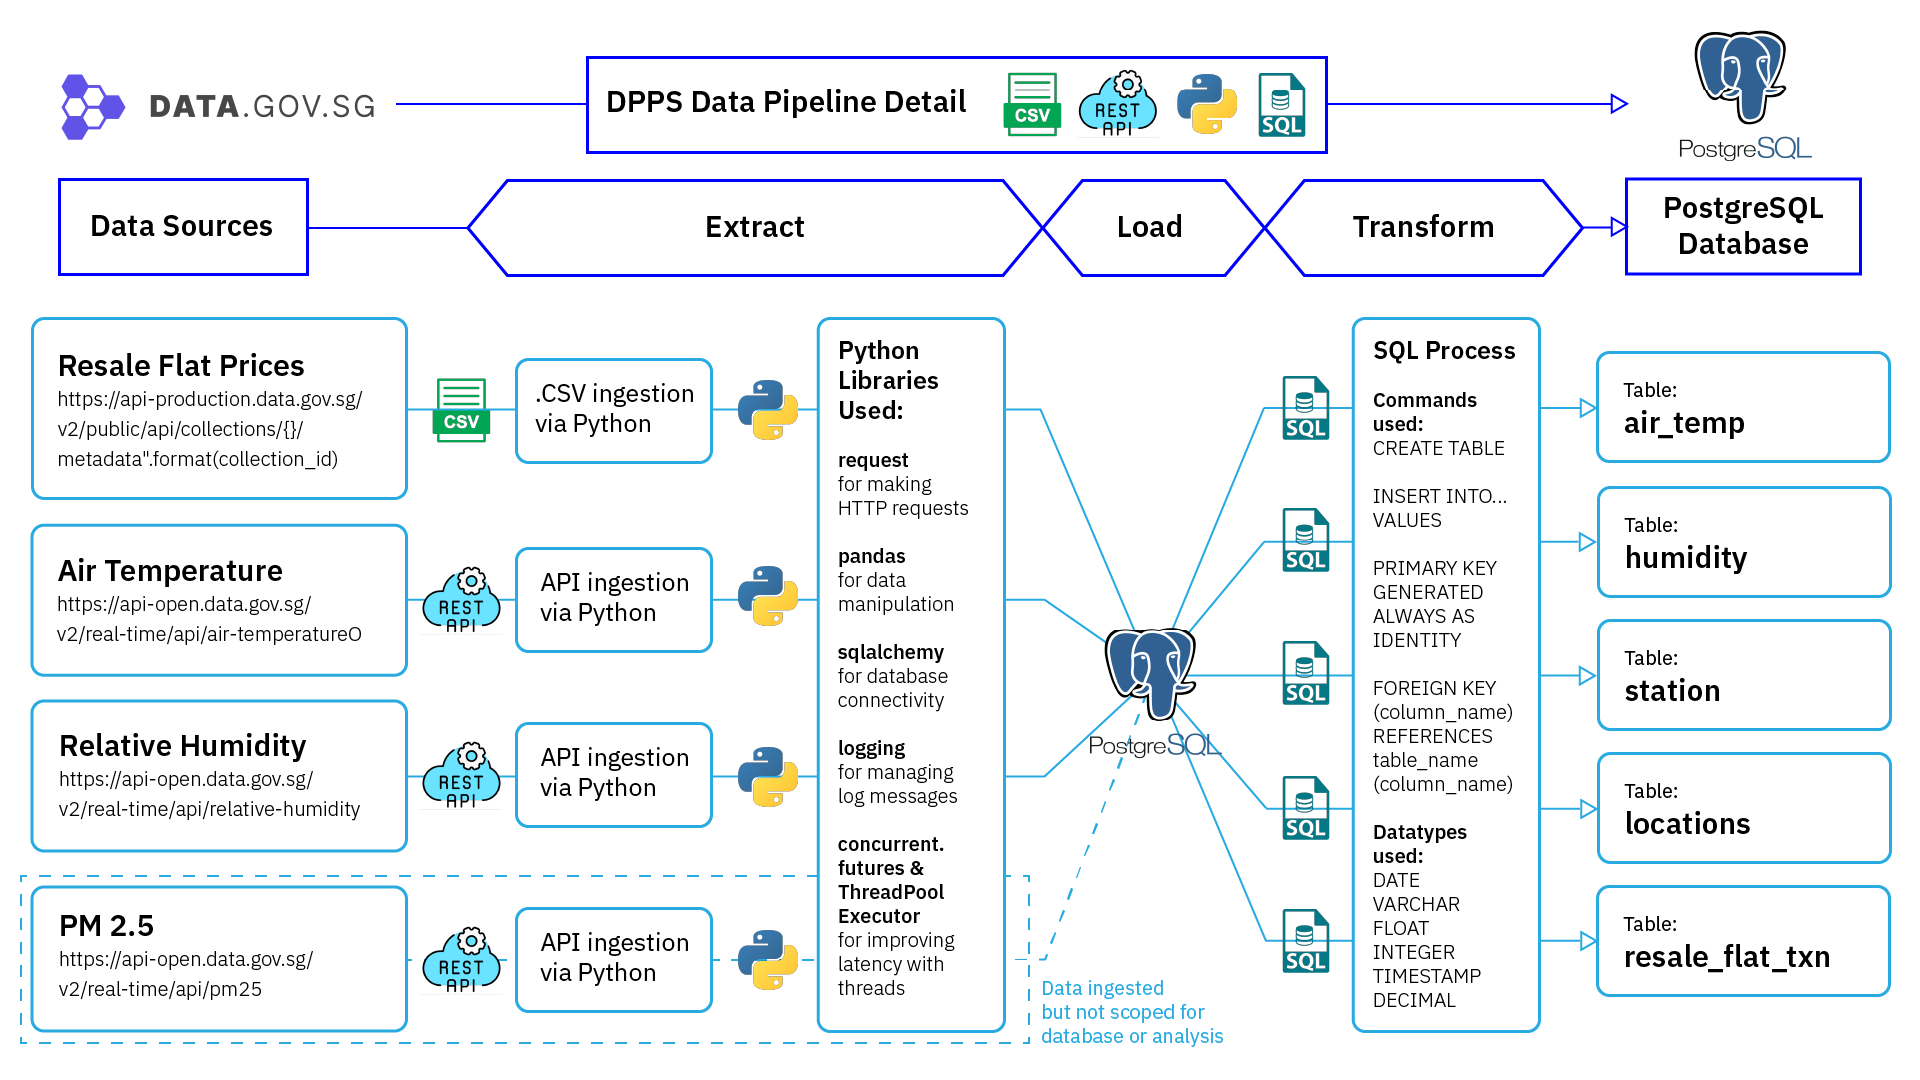 DATA.GOV.SG
DPPS Data Pipeline Detail
CSV
REST
API
SQL
PostgreSQL
Data Sources
Extract
Load
Transform
PostgreSQL
Database
Resale Flat Prices
https://api-production.data.gov.sg/
v2/public/api/collections/{}/
metadata".format(collection_id)
CSV
.CSV ingestion
via Python
Air Temperature
https://api-open.data.gov.sg/
v2/real-time/api/air-temperatureO
REST
API
API ingestion
via Python
Relative Humidity
https://api-open.data.gov.sg/
v2/real-time/api/relative-humidity
REST
API
API ingestion
via Python
PM 2.5
https://api-open.data.gov.sg/
v2/real-time/api/pm25
REST
API
API ingestion
via Python
Python
Libraries
Used:
request
for making
HTTP requests
pandas
for data
manipulation
sqlalchemy
for database
connectivity
logging
for managing
log messages
concurrent.
futures &
ThreadPool
Executor
for improving
latency with
threads
Data ingested
but not scoped for
database or analysis
PostgreSQL
SQL
SQL
SQL
SQL
SQL
SQL Process
Commands
used:
CREATE TABLE
INSERT INTO...
VALUES
PRIMARY KEY
GENERATED
ALWAYS AS
IDENTITY
FOREIGN KEY
(column_name)
REFERENCES
table_name
(column_name)
Datatypes
used:
DATE
VARCHAR
FLOAT
INTEGER
TIMESTAMP
DECIMAL
Table:
air_temp
Table:
humidity
Table:
station
Table:
locations
Table:
resale_flat_txn